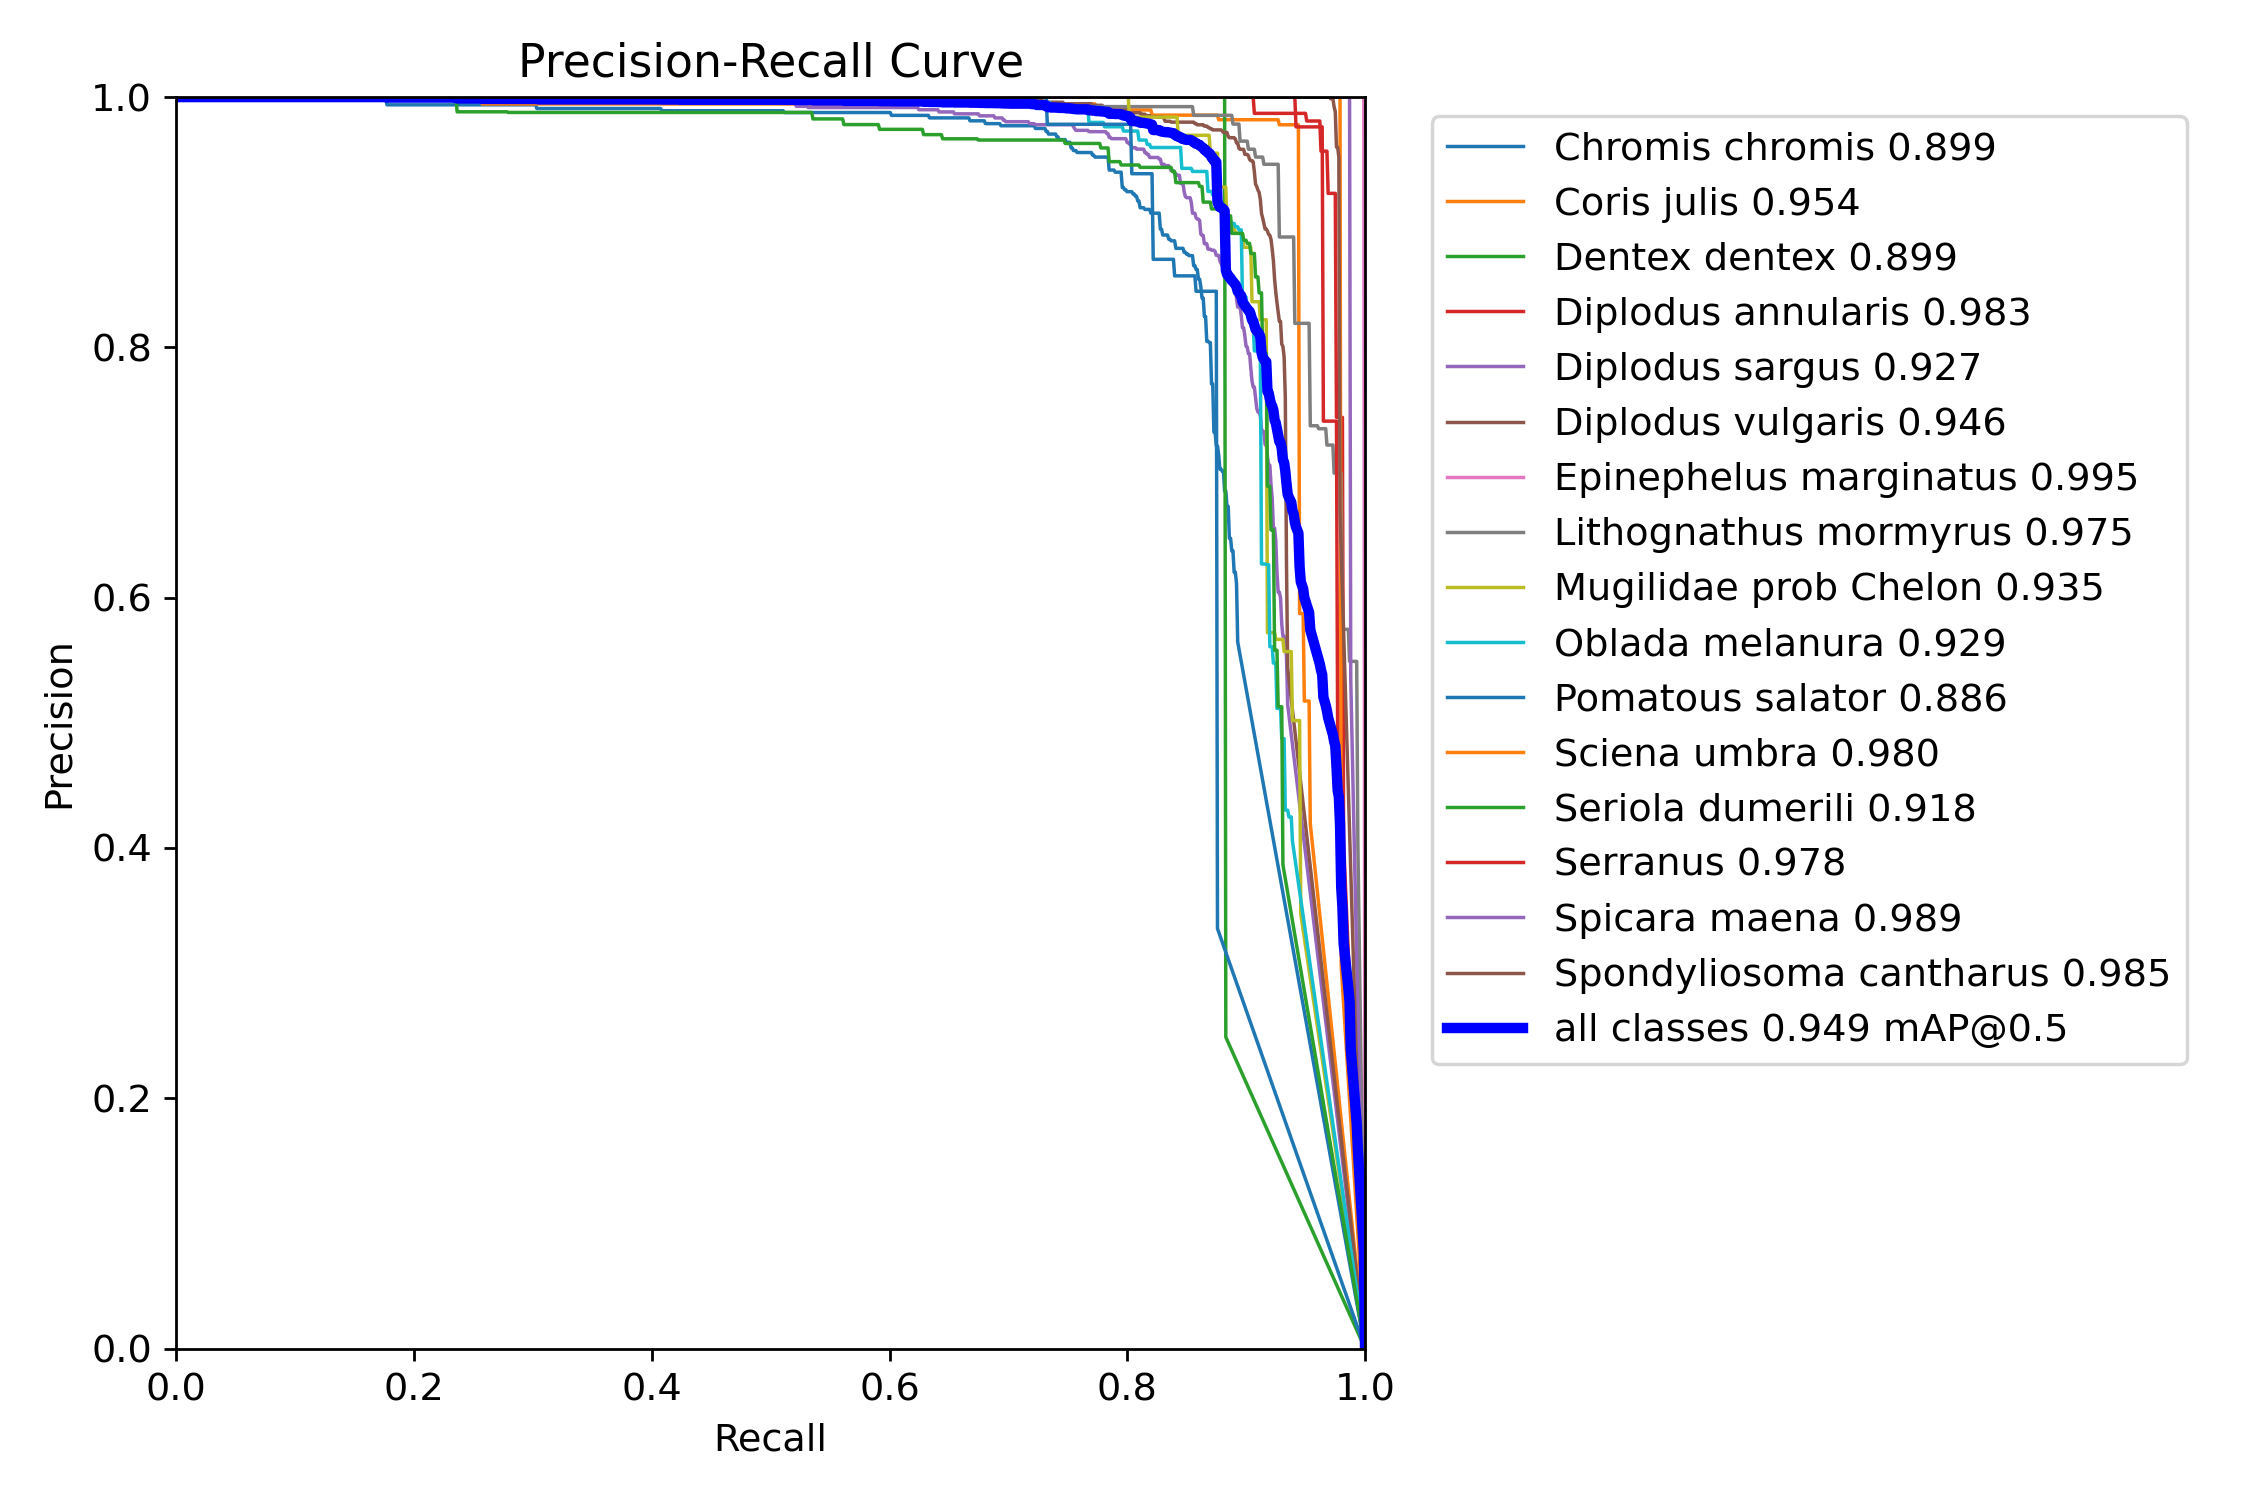 Precision-Recall Curve
1.0
0.8
0.6
0.4
0.2
0.0
Precision
0.0 0.2 0.4 0.6 0.8 1.0
Recall
Chromis chromis 0.899
Coris julis 0.954
Dentex dentex 0.899
Diplodus annularis 0.983
Diplodus sargus 0.927
Diplodus vulgaris 0.946
Epinephelus marginatus 0.995
Lithognathus mormyrus 0.975
Mugilidae prob Chelon 0.935
Oblada melanura 0.929
Pomatous salator 0.886
Sciena umbra 0.980
Seriola dumerili 0.918
Serranus 0.978
Spicara maena 0.989
Spondyliosoma cantharus 0.985
all classes 0.949 mAP@0.5